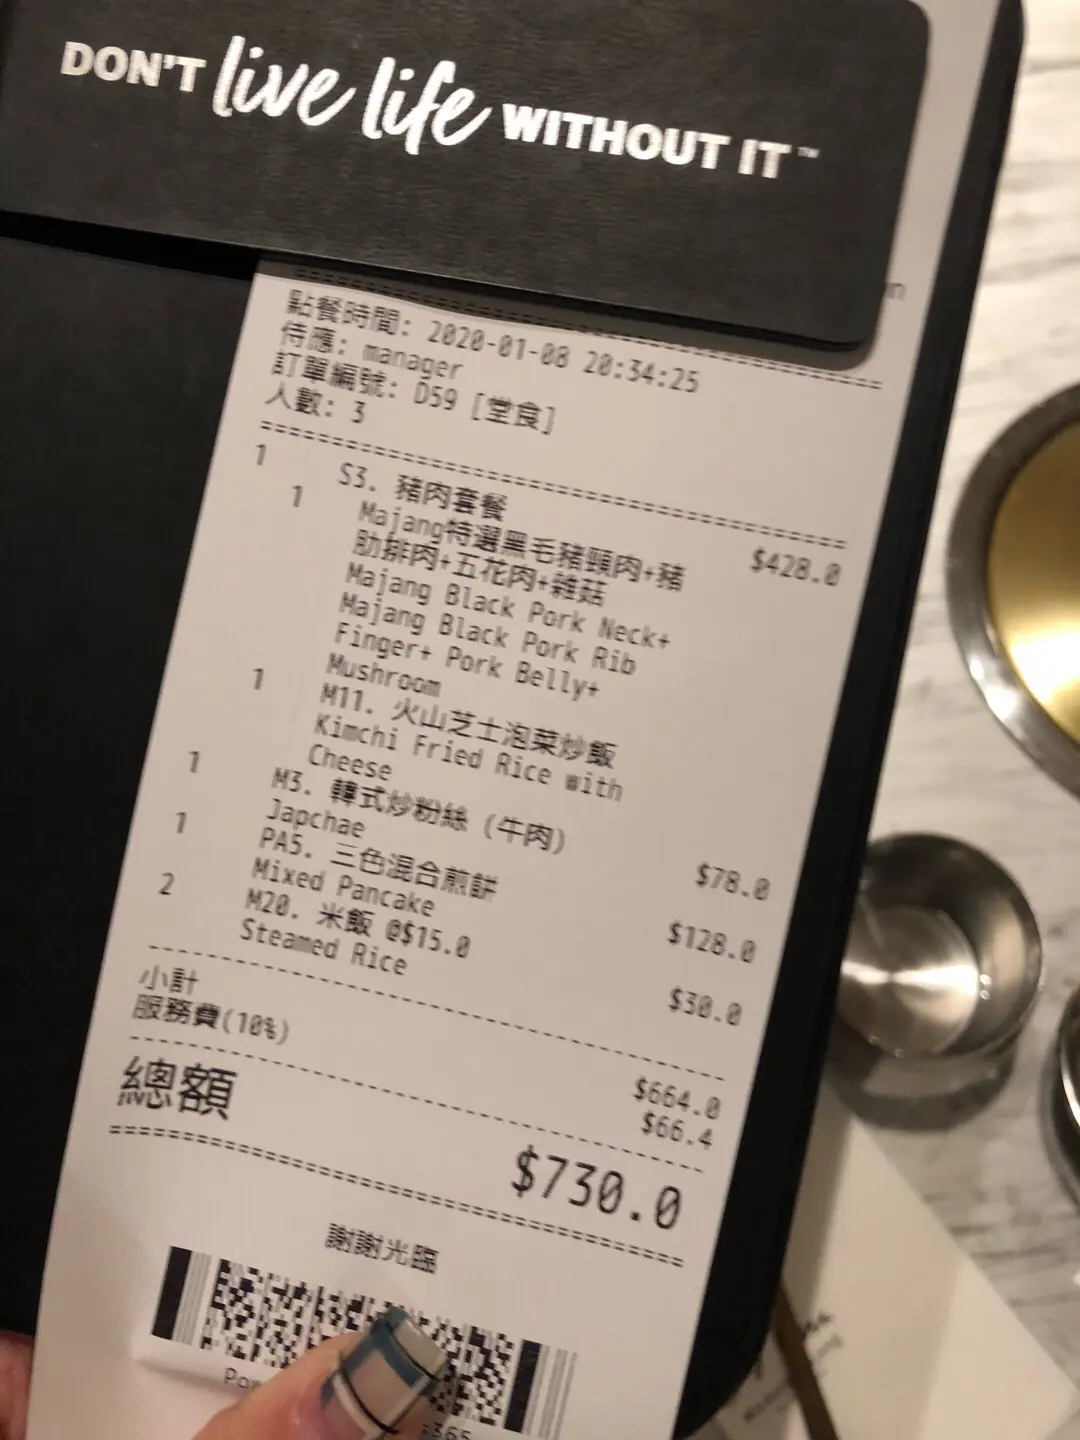 DON'T live life WITHOUT IT™
點餐時間: 2020-01-08 20:34:25
侍應: manager
訂單編號: D59 [堂食]
人數: 3
1 S3. 豬肉套餐 $428.0
1 Majang特選黑毛豬頸肉+豬
肋排肉+五花肉+雜菇
Majang Black Pork Neck+
Majang Black Pork Rib
Finger+ Pork Belly+
Mushroom
1 M11. 火山芝士泡菜炒飯
Kimchi Fried Rice with
Cheese
1 M3. 韓式炒粉絲 (牛肉) $78.0
Japchae
1 PA5. 三色混合煎餅 $128.0
Mixed Pancake
2 M20. 米飯 @$15.0 $30.0
Steamed Rice
小計 $664.0
服務費(10%) $66.4
總額 $730.0
謝謝光臨